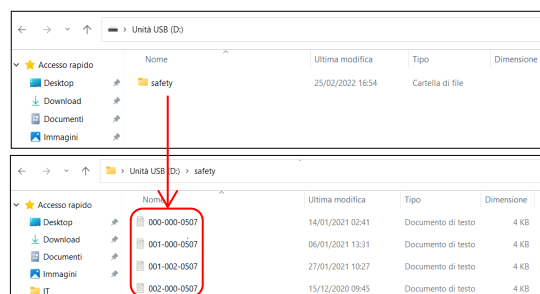 Unità USB (D:)
Nome Ultima modifica Tipo Dimensione
Accesso rapido
Desktop
safety 25/02/2022 16:54 Cartella di file
Download
Documenti
Immagini
Unità USB (D:) > safety
Nome Ultima modifica Tipo Dimensione
Accesso rapido
Desktop
000-000-0507 14/01/2021 02:41 Documento di testo 4 KB
Download
001-000-0507 06/01/2021 13:31 Documento di testo 4 KB
Documenti
001-002-0507 27/01/2021 10:27 Documento di testo 4 KB
Immagini
IT
002-000-0507 15/12/2020 09:45 Documento di testo 4 KB